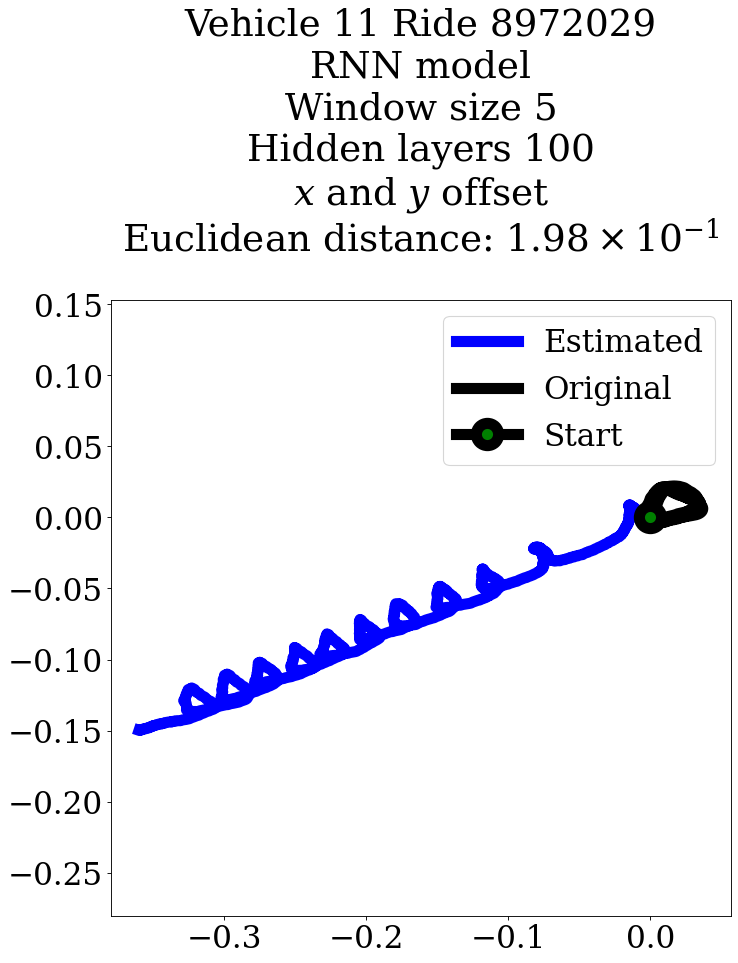 Vehicle 11 Ride 8972029
RNN model
Window size 5
Hidden layers 100
x and y offset
Euclidean distance: 1.98 × 10⁻¹
0.15
0.10
0.05
0.00
−0.05
−0.10
−0.15
−0.20
−0.25
Estimated
Original
Start
−0.3 −0.2 −0.1 0.0